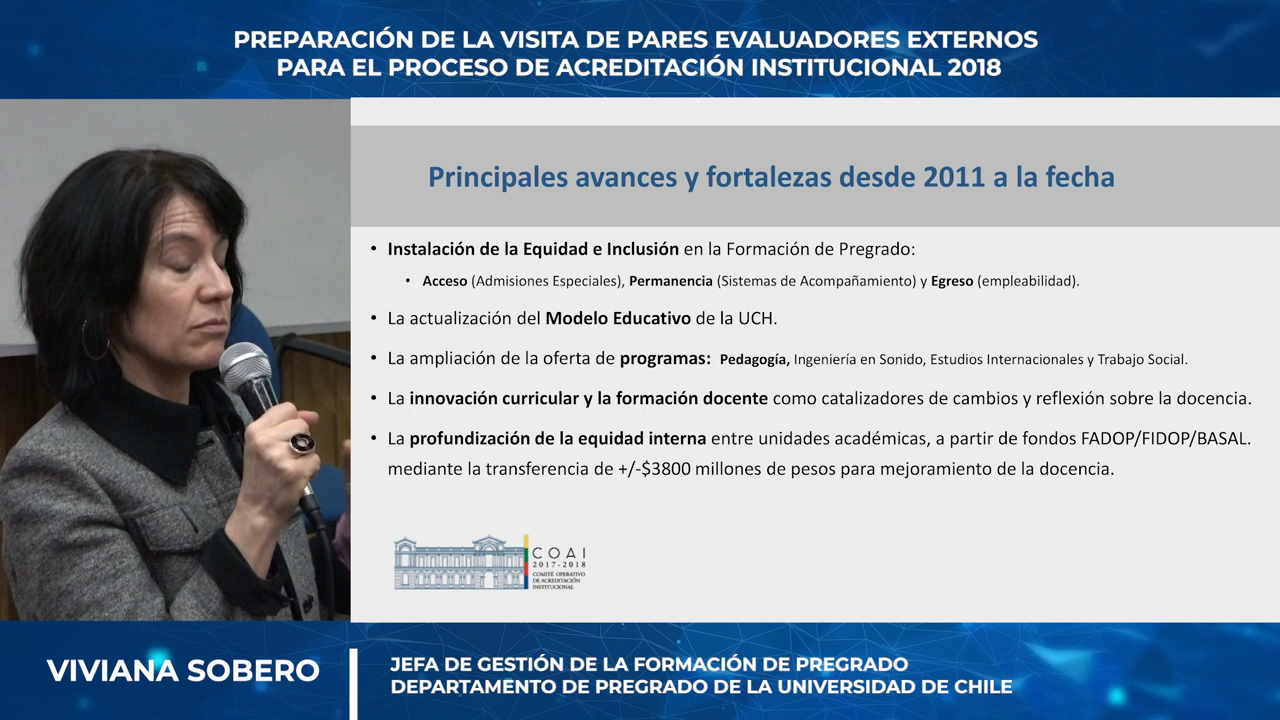 PREPARACIÓN DE LA VISITA DE PARES EVALUADORES EXTERNOS
PARA EL PROCESO DE ACREDITACIÓN INSTITUCIONAL 2018
Principales avances y fortalezas desde 2011 a la fecha
• Instalación de la Equidad e Inclusión en la Formación de Pregrado:
• Acceso (Admisiones Especiales), Permanencia (Sistemas de Acompañamiento) y Egreso (empleabilidad).
• La actualización del Modelo Educativo de la UCH.
• La ampliación de la oferta de programas: Pedagogía, Ingeniería en Sonido, Estudios Internacionales y Trabajo Social.
• La innovación curricular y la formación docente como catalizadores de cambios y reflexión sobre la docencia.
• La profundización de la equidad interna entre unidades académicas, a partir de fondos FADOP/FIDOP/BASAL.
mediante la transferencia de +/-$3800 millones de pesos para mejoramiento de la docencia.
COAI
2017-2018
COMITÉ OPERATIVO
DE ACREDITACIÓN
INSTITUCIONAL
VIVIANA SOBERO
JEFA DE GESTIÓN DE LA FORMACIÓN DE PREGRADO
DEPARTAMENTO DE PREGRADO DE LA UNIVERSIDAD DE CHILE